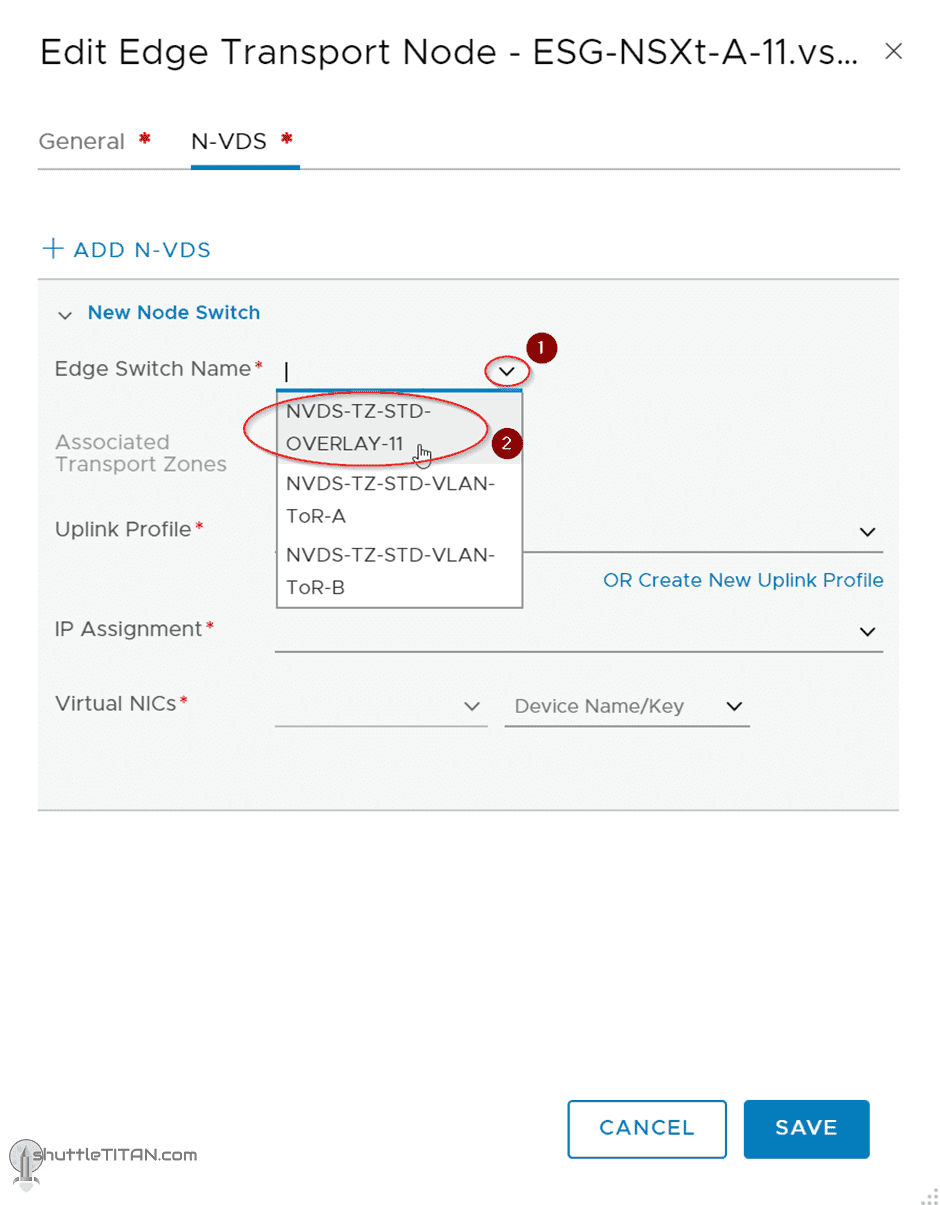 Edit Edge Transport Node - ESG-NSXt-A-11.vs...
General *
N-VDS *
+ ADD N-VDS
New Node Switch
Edge Switch Name*
1
NVDS-TZ-STD-
OVERLAY-11
2
Associated
Transport Zones
NVDS-TZ-STD-VLAN-
ToR-A
NVDS-TZ-STD-VLAN-
ToR-B
Uplink Profile*
OR Create New Uplink Profile
IP Assignment*
Virtual NICs*
Device Name/Key
CANCEL
SAVE
shuttleTITAN.com